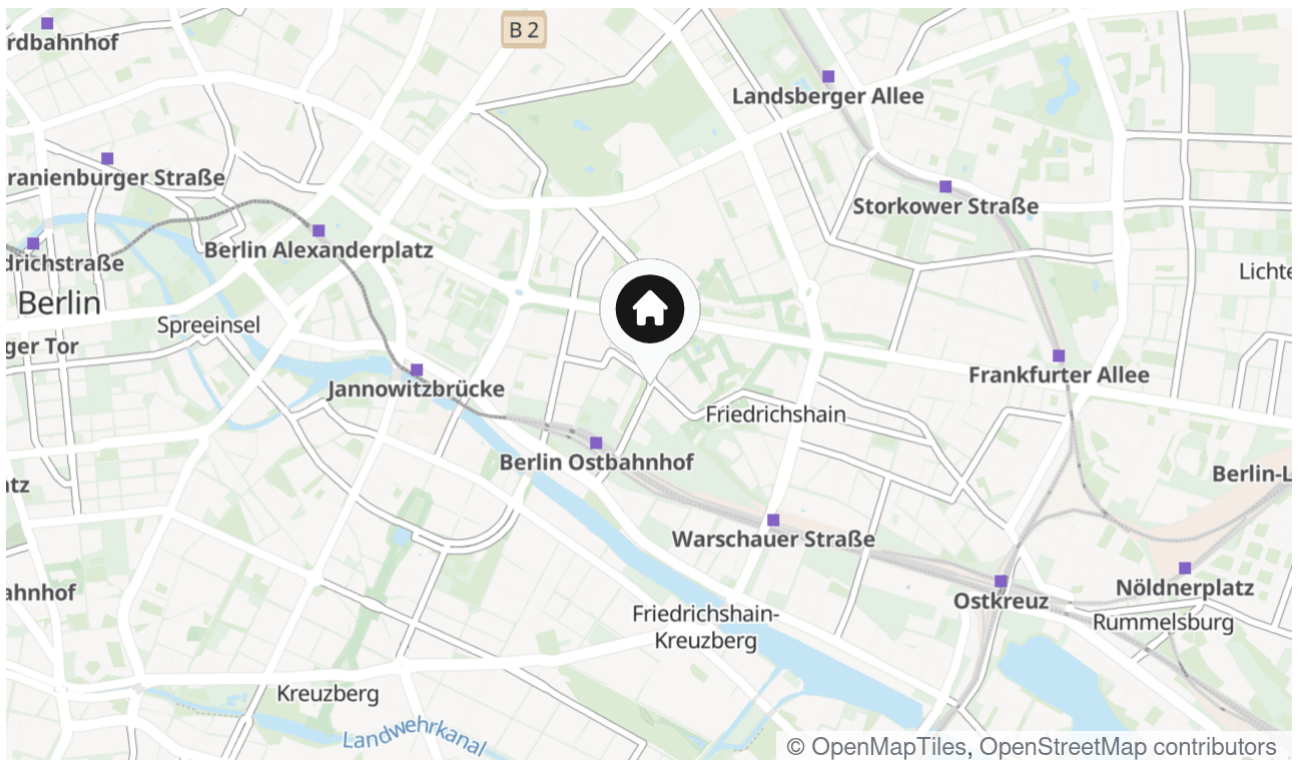 B 2
rdbahnhof
Landsberger Allee
ranienburger Straße
Storkower Straße
Berlin Alexanderplatz
drichstraße
Lichte
Berlin
Spreeinsel
ger Tor
Jannowitzbrücke
Frankfurter Allee
Friedrichshain
Berlin Ostbahnhof
Berlin-L
tz
Warschauer Straße
ahnhof
Nöldnerplatz
Ostkreuz
Friedrichshain-
Kreuzberg
Rummelsburg
Kreuzberg
Landwehrkanal
© OpenMapTiles, OpenStreetMap contributors